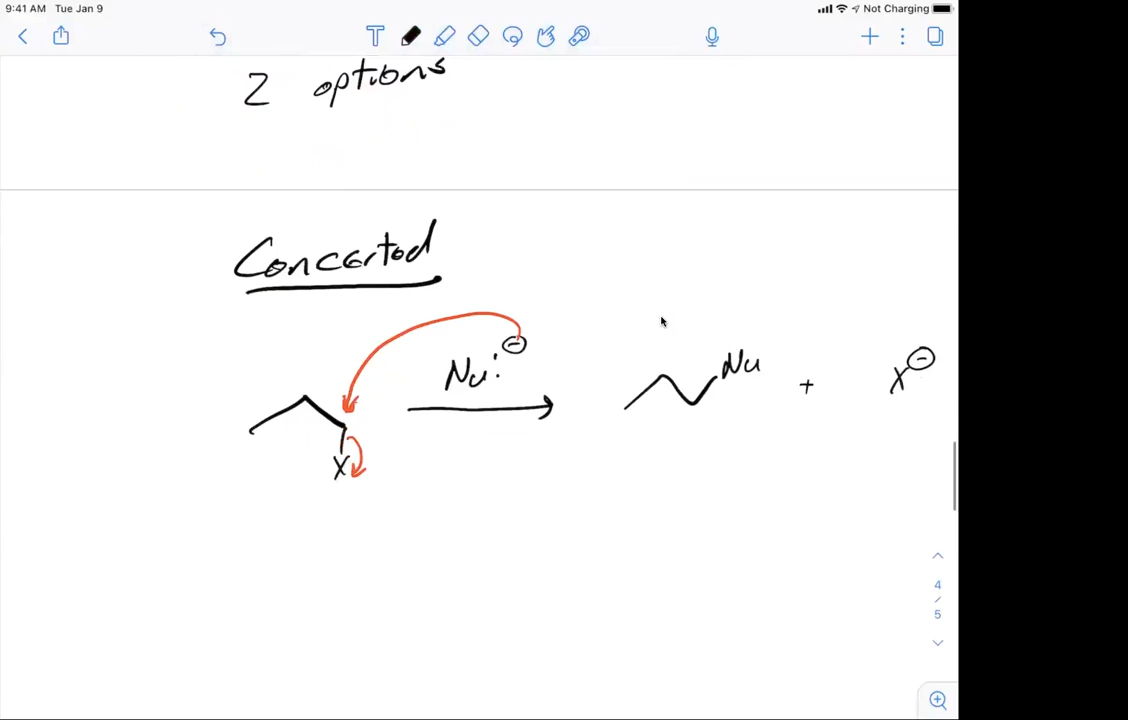 9:41 AM Tue Jan 9
Not Charging
T
2 options
Concerted
Nu: ⊖
X
Nu
+
X ⊖
4
/
5